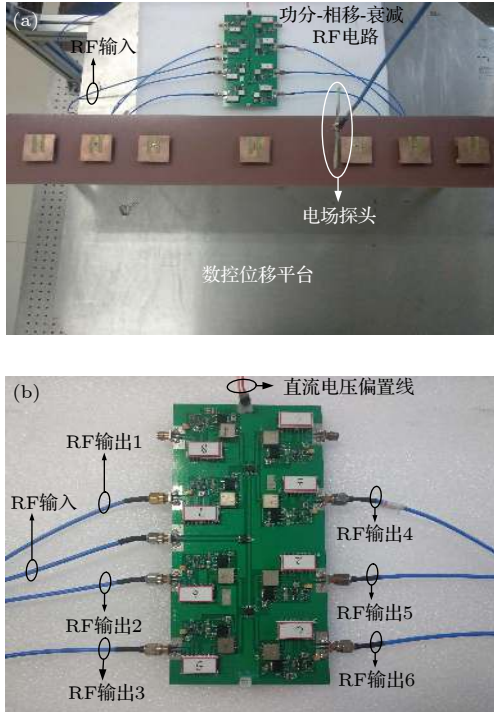 (a)
功分-相移-衰减
RF电路
RF输入
电场探头
数控位移平台
(b)
直流电压偏置线
RF输出1
RF输入
RF输出4
RF输出2
RF输出5
RF输出3
RF输出6